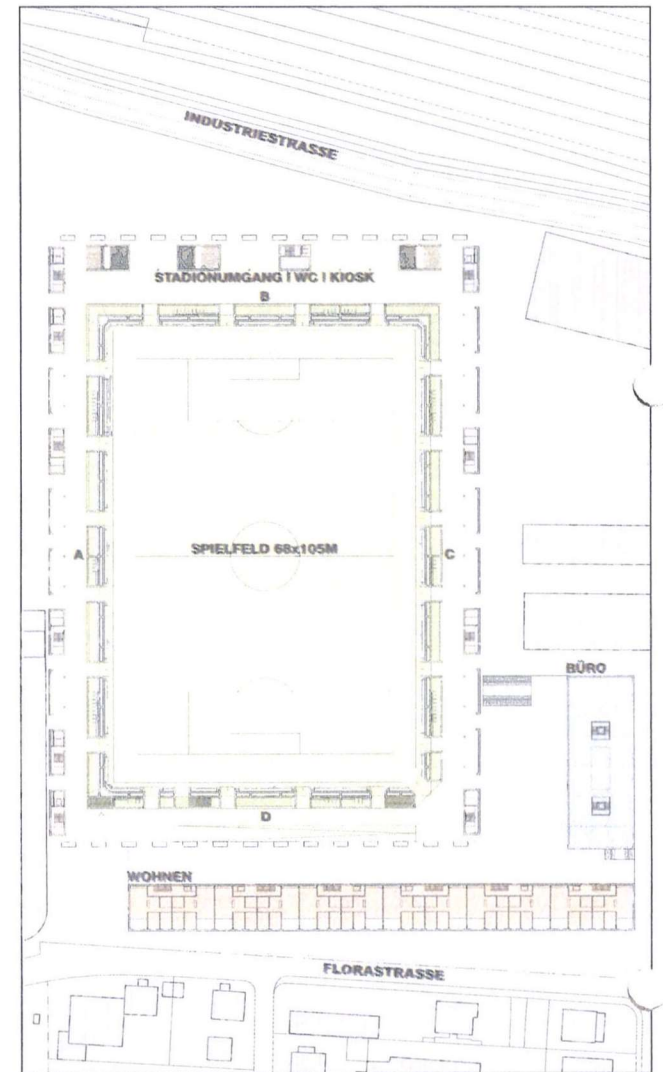 INDUSTRIESTRASSE
STADIONUMGANG I WC I KIOSK
B
A
SPIELFELD 68x105M
C
BÜRO
D
WOHNEN
FLORASTRASSE